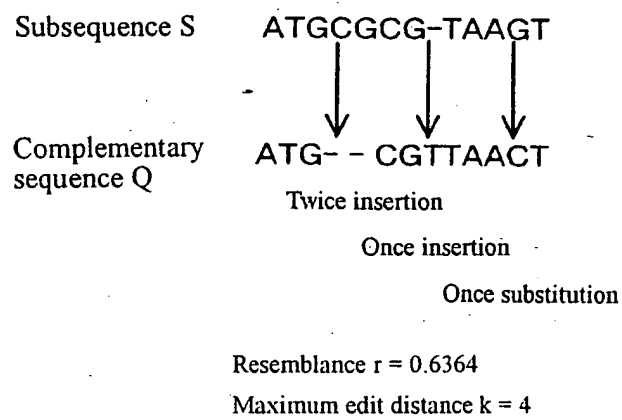 Subsequence S ATGCGCG-TAAGT
Complementary ATG- - CGTTAACT
sequence Q
Twice insertion
Once insertion
Once substitution
Resemblance r = 0.6364
Maximum edit distance k = 4